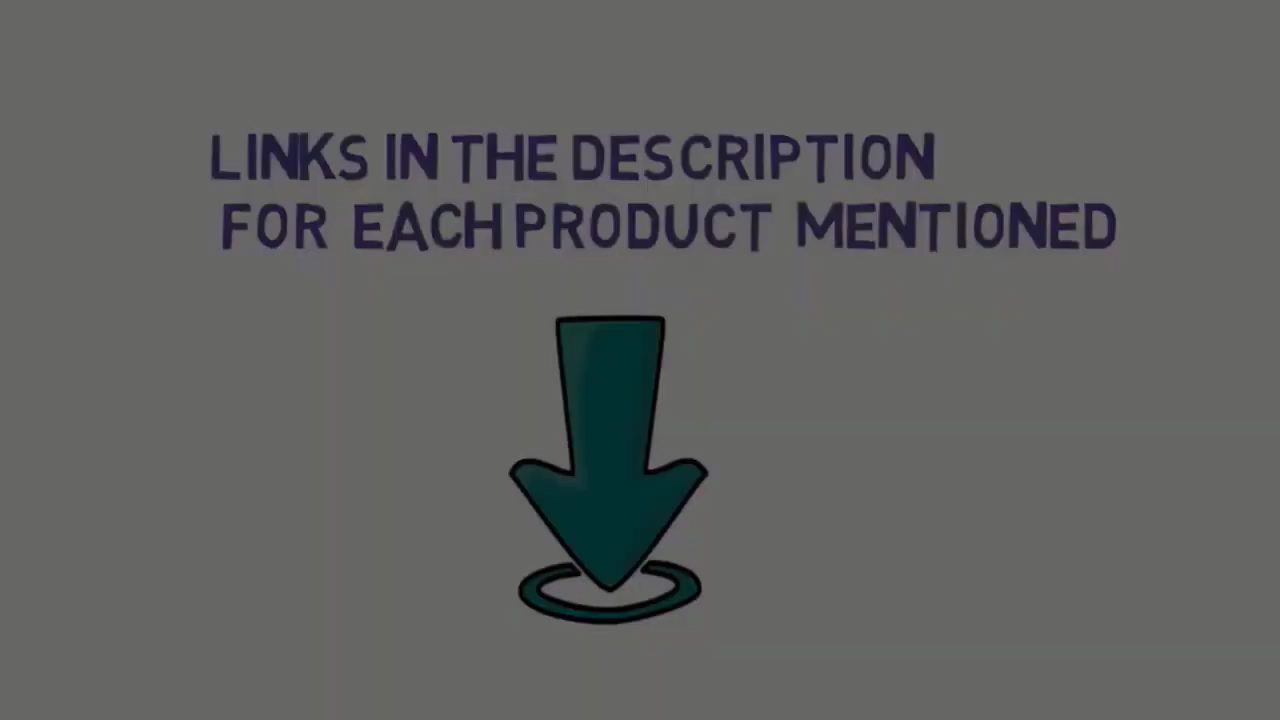 LINKS IN THE DESCRIPTION
FOR EACH PRODUCT MENTIONED